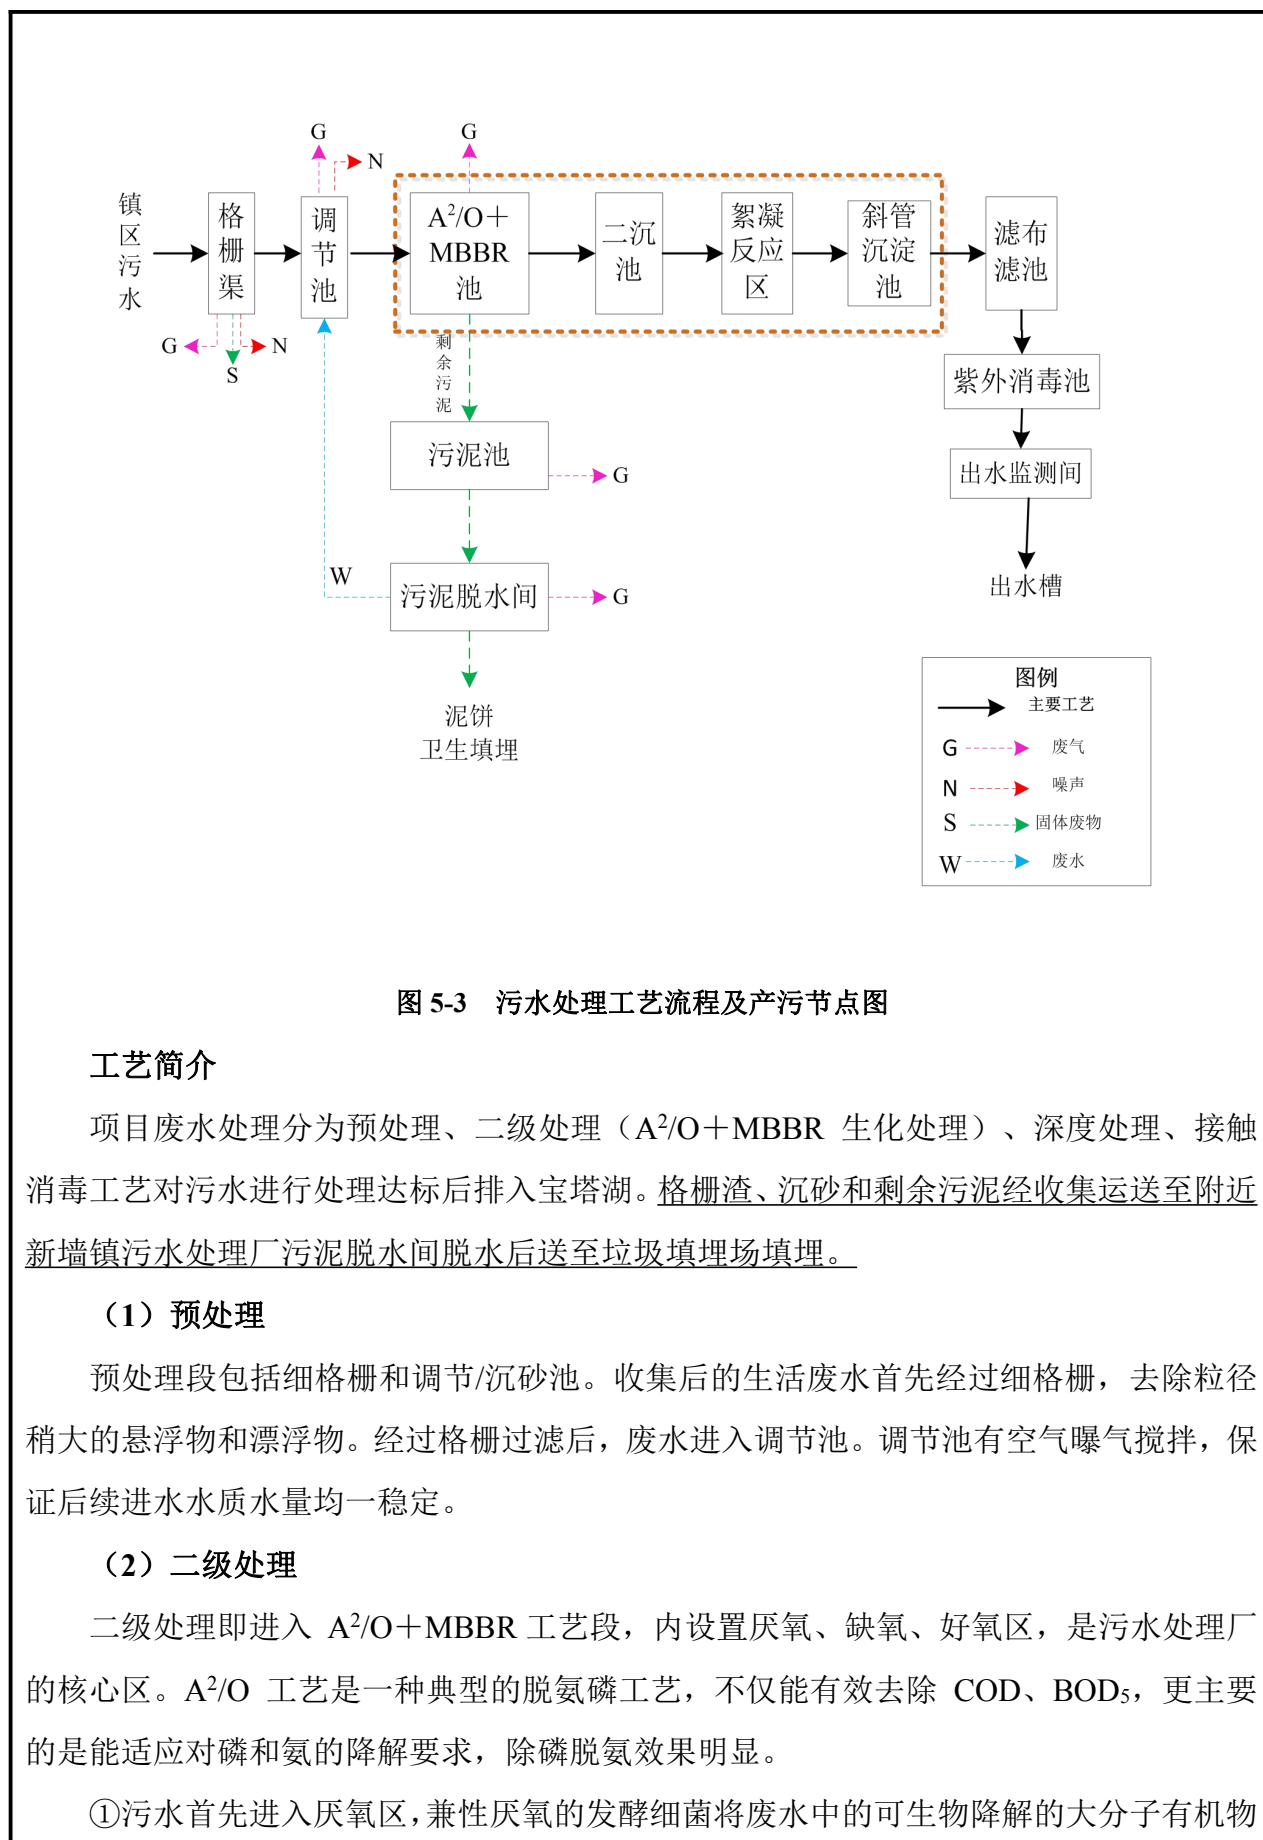 G
N
G
镇区污水
格栅渠
调节池
A²/O＋
MBBR
池
二沉池
絮凝
反应
区
斜管
沉淀
池
滤布
滤池
G
S
N
剩余污泥
紫外消毒池
污泥池
G
出水监测间
W
污泥脱水间
G
出水槽
泥饼
卫生填埋
图例
主要工艺
G 废气
N 噪声
S 固体废物
W 废水
图 5-3 污水处理工艺流程及产污节点图
工艺简介
项目废水处理分为预处理、二级处理（A²/O＋MBBR 生化处理）、深度处理、接触
消毒工艺对污水进行处理达标后排入宝塔湖。格栅渣、沉砂和剩余污泥经收集运送至附近
新墙镇污水处理厂污泥脱水间脱水后送至垃圾填埋场填埋。
（1）预处理
预处理段包括细格栅和调节/沉砂池。收集后的生活废水首先经过细格栅，去除粒径
稍大的悬浮物和漂浮物。经过格栅过滤后，废水进入调节池。调节池有空气曝气搅拌，保
证后续进水水质水量均一稳定。
（2）二级处理
二级处理即进入 A²/O＋MBBR 工艺段，内设置厌氧、缺氧、好氧区，是污水处理厂
的核心区。A²/O 工艺是一种典型的脱氨磷工艺，不仅能有效去除 COD、BOD₅，更主要
的是能适应对磷和氨的降解要求，除磷脱氨效果明显。
①污水首先进入厌氧区，兼性厌氧的发酵细菌将废水中的可生物降解的大分子有机物